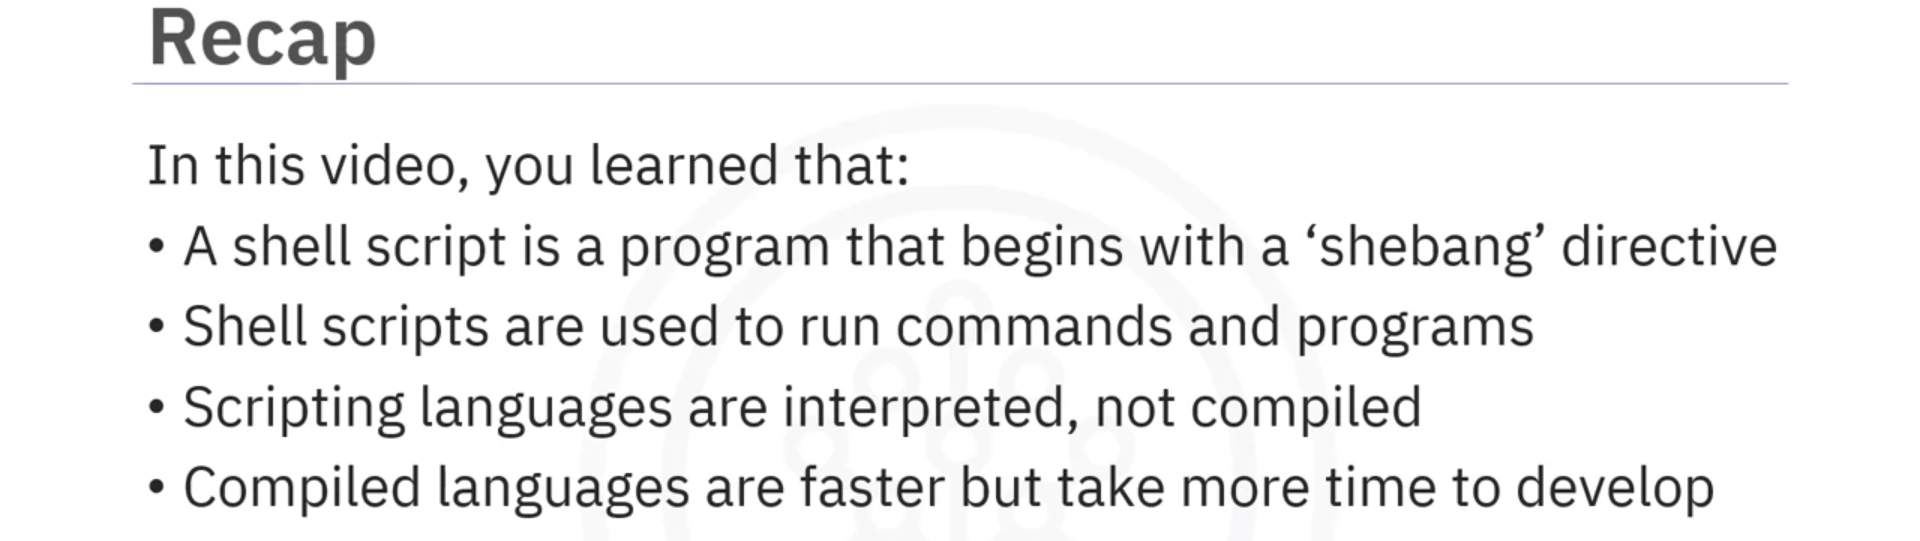 Recap
In this video, you learned that:
• A shell script is a program that begins with a ‘shebang’ directive
• Shell scripts are used to run commands and programs
• Scripting languages are interpreted, not compiled
• Compiled languages are faster but take more time to develop